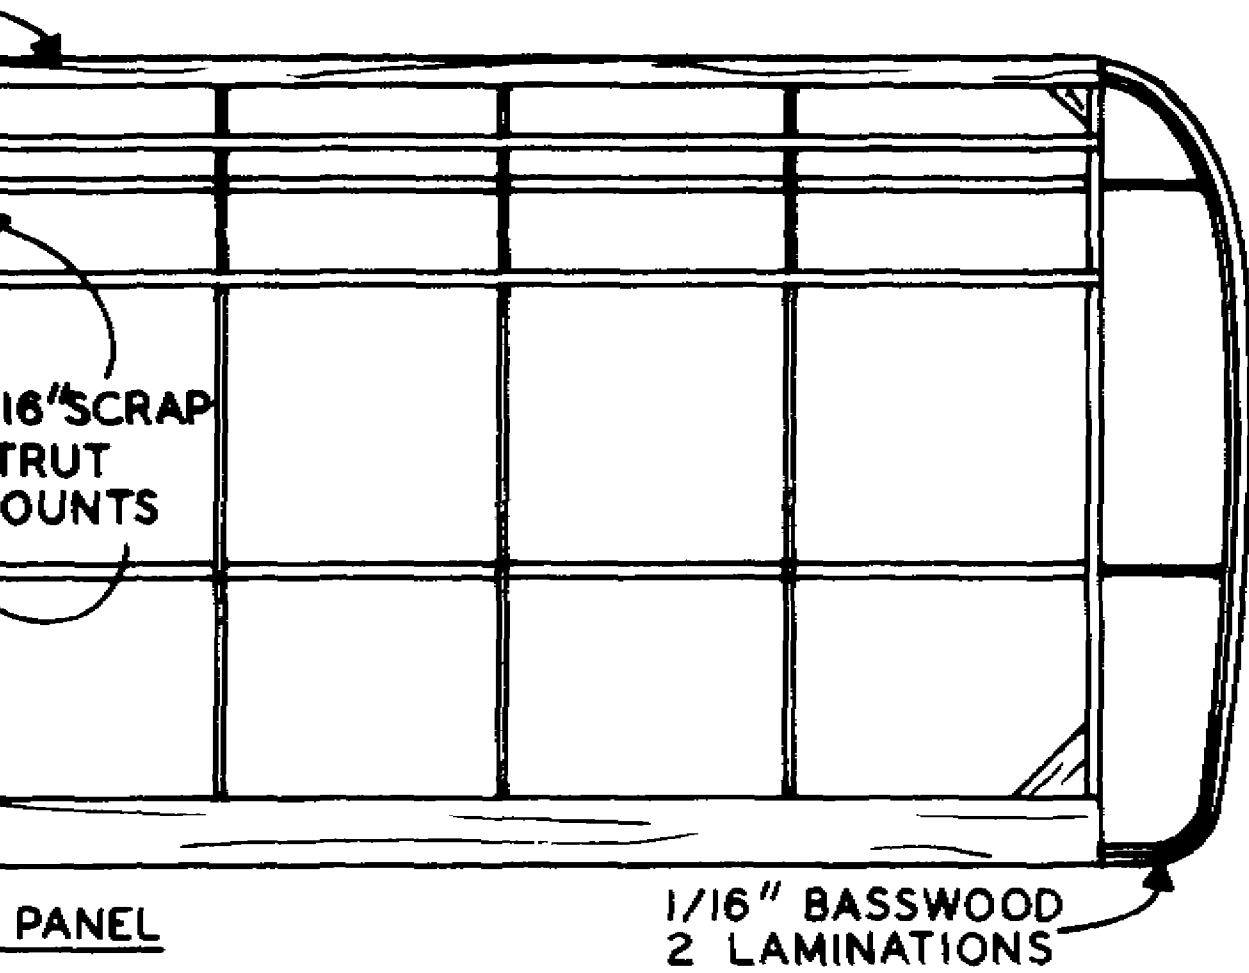 16" SCRAP
TRUT
OUNTS
PANEL
1/16" BASSWOOD
2 LAMINATIONS